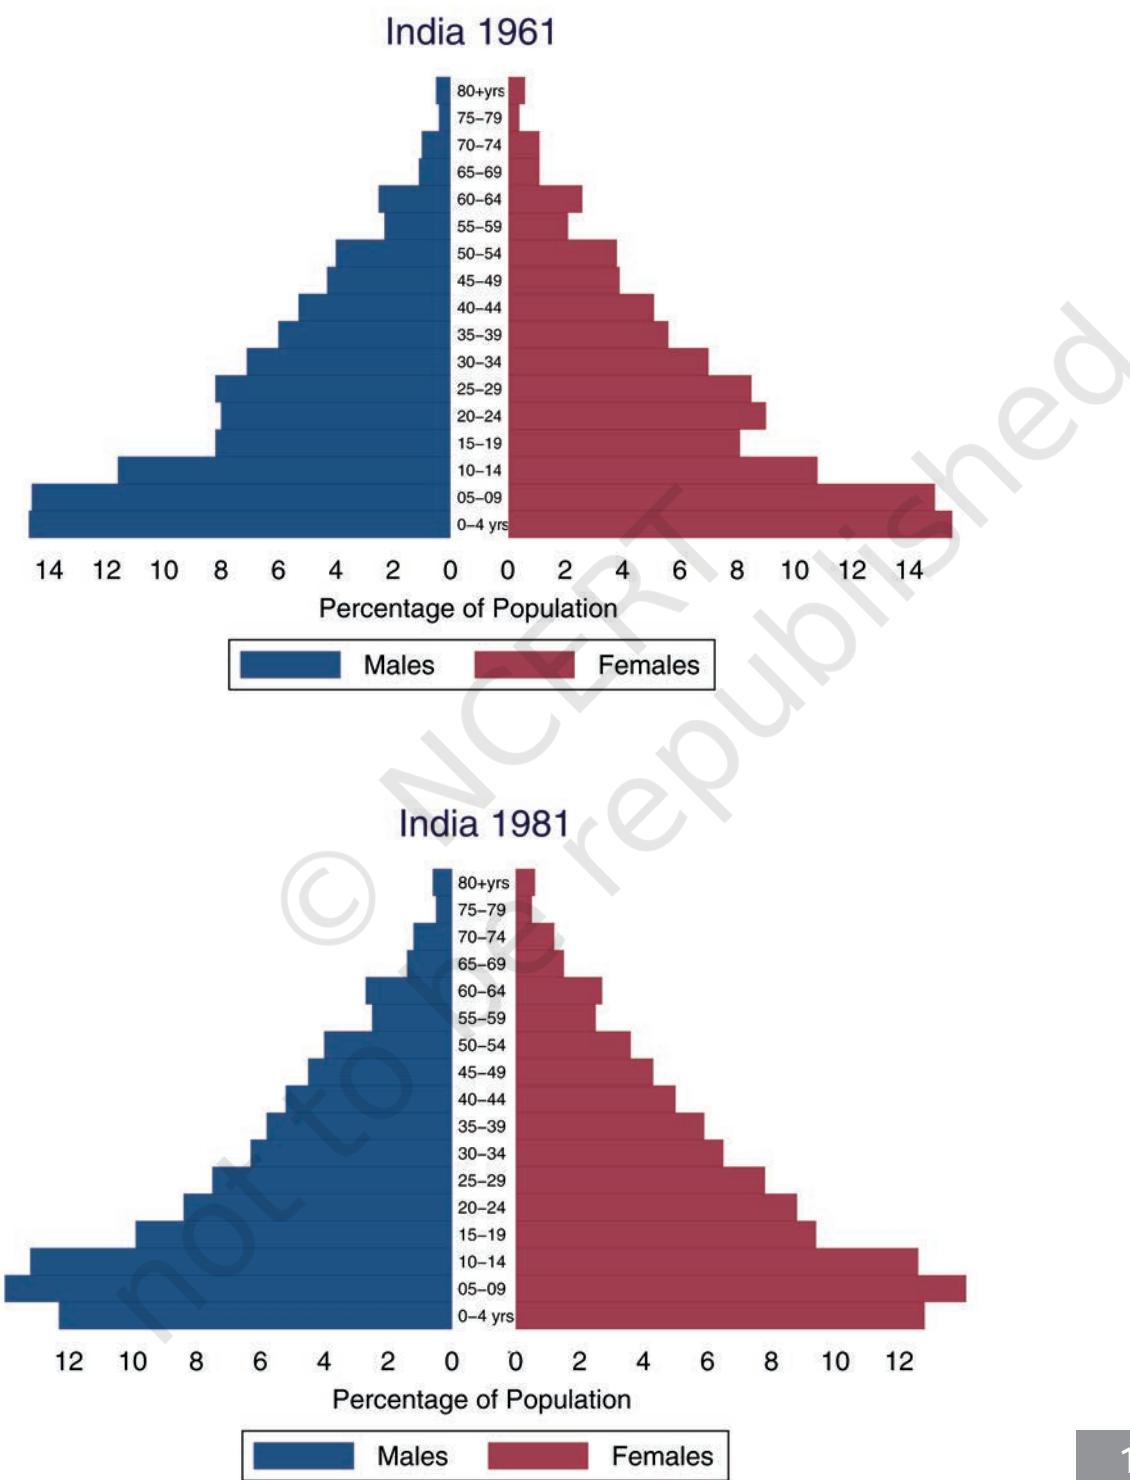 India 1961
80+yrs
75–79
70–74
65–69
60–64
55–59
50–54
45–49
40–44
35–39
30–34
25–29
20–24
15–19
10–14
05–09
0–4 yrs
14 12 10 8 6 4 2 0 0 2 4 6 8 10 12 14
Percentage of Population
Males Females
India 1981
80+yrs
75–79
70–74
65–69
60–64
55–59
50–54
45–49
40–44
35–39
30–34
25–29
20–24
15–19
10–14
05–09
0–4 yrs
12 10 8 6 4 2 0 0 2 4 6 8 10 12
Percentage of Population
Males Females
1
© NCERT
not to be republished